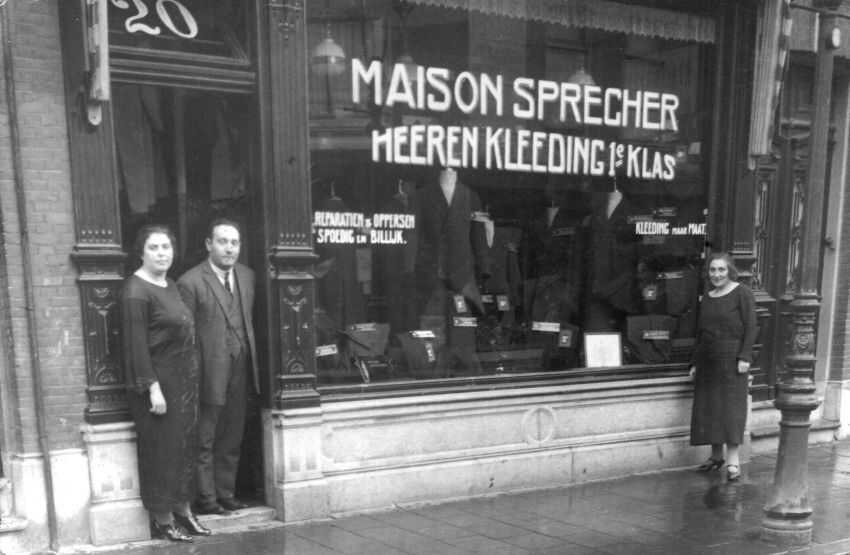 20
MAISON SPRECHER
HEEREN KLEEDING 1e KLAS
REPARATIEN & OPPERSEN
SPOEDIG EN BILLIJK.
KLEEDING NAAR MAAT.